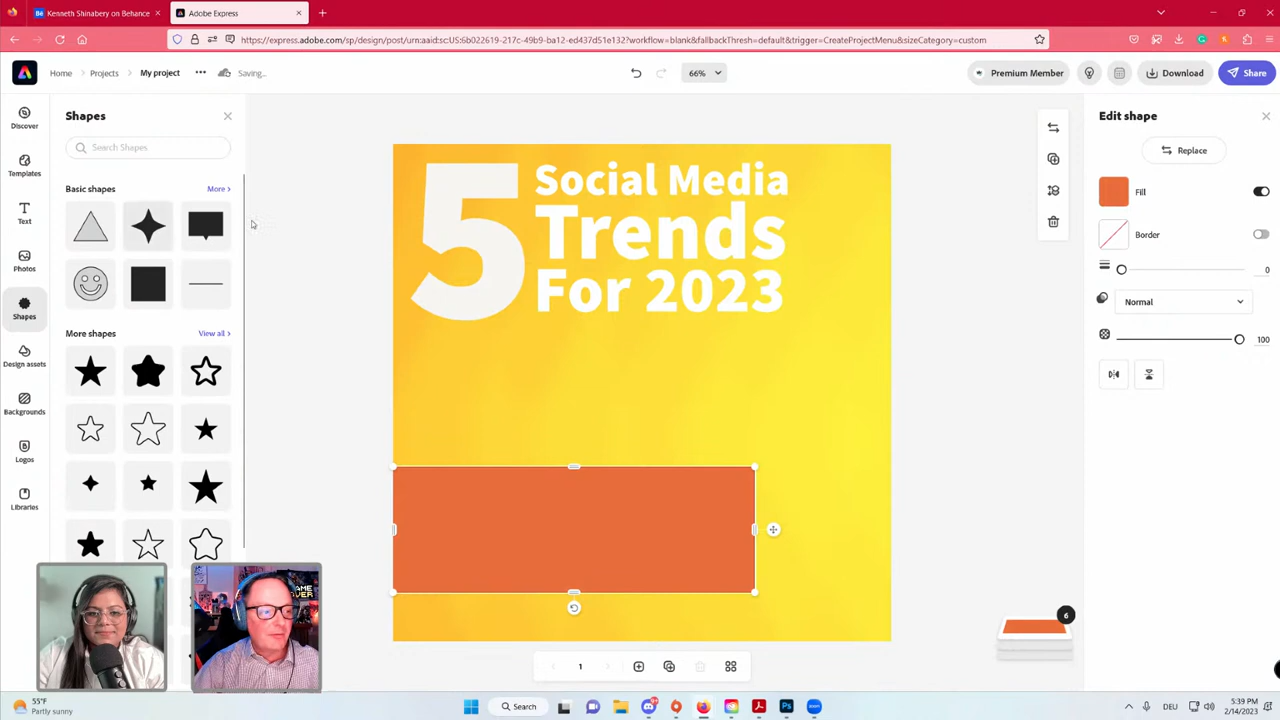 Kenneth Shinabery on Behance
Adobe Express
https://express.adobe.com/sp/design/post/urn:aaid:sc:US:6b022619-217c-49b9-ba12-ed437d51e132?workflow=blank&fallbackThresh=default&trigger=CreateProjectMenu&sizeCategory=custom
Home
Projects
My project
Saving...
66%
Premium Member
Download
Share
Discover
Templates
Text
Photos
Shapes
Design assets
Backgrounds
Logos
Libraries
Shapes
Search Shapes
Basic shapes
More
More shapes
View all
5
Social Media
Trends
For 2023
1
6
Edit shape
Replace
Fill
Border
0
Normal
100
GAME
OVER
55°F
Partly sunny
Search
DEU
5:39 PM
2/14/2023